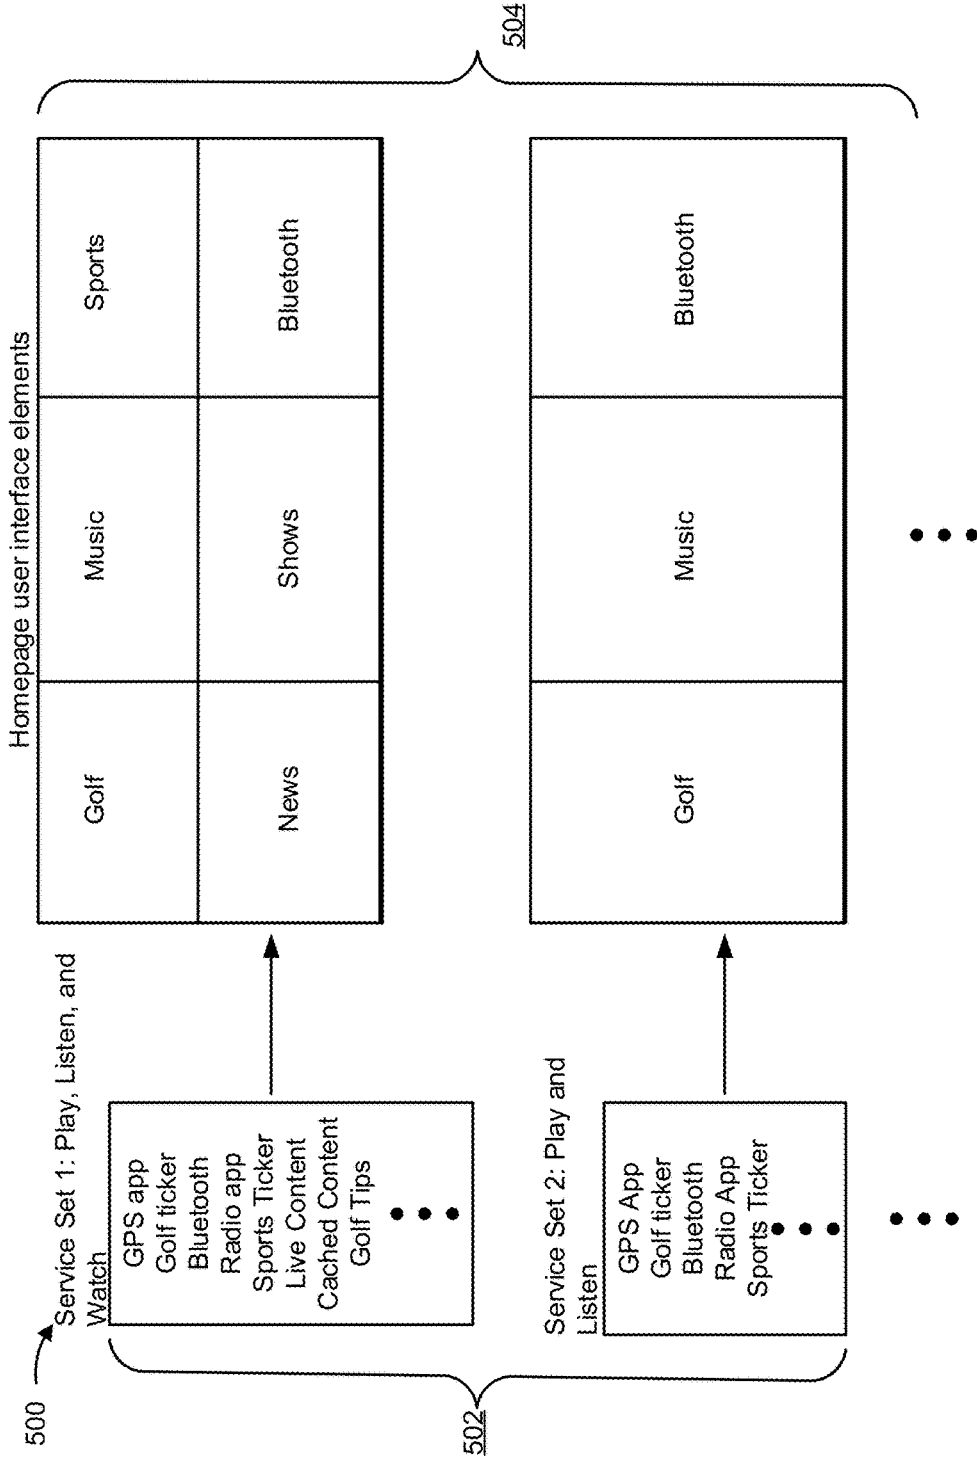 500
Service Set 1: Play, Listen, and
Watch
GPS app
Golf ticker
Bluetooth
Radio app
Sports Ticker
Live Content
Cached Content
Golf Tips
Homepage user interface elements
Golf
Music
Sports
News
Shows
Bluetooth
502
504
Service Set 2: Play and
Listen
GPS App
Golf ticker
Bluetooth
Radio App
Sports Ticker
Golf
Music
Bluetooth